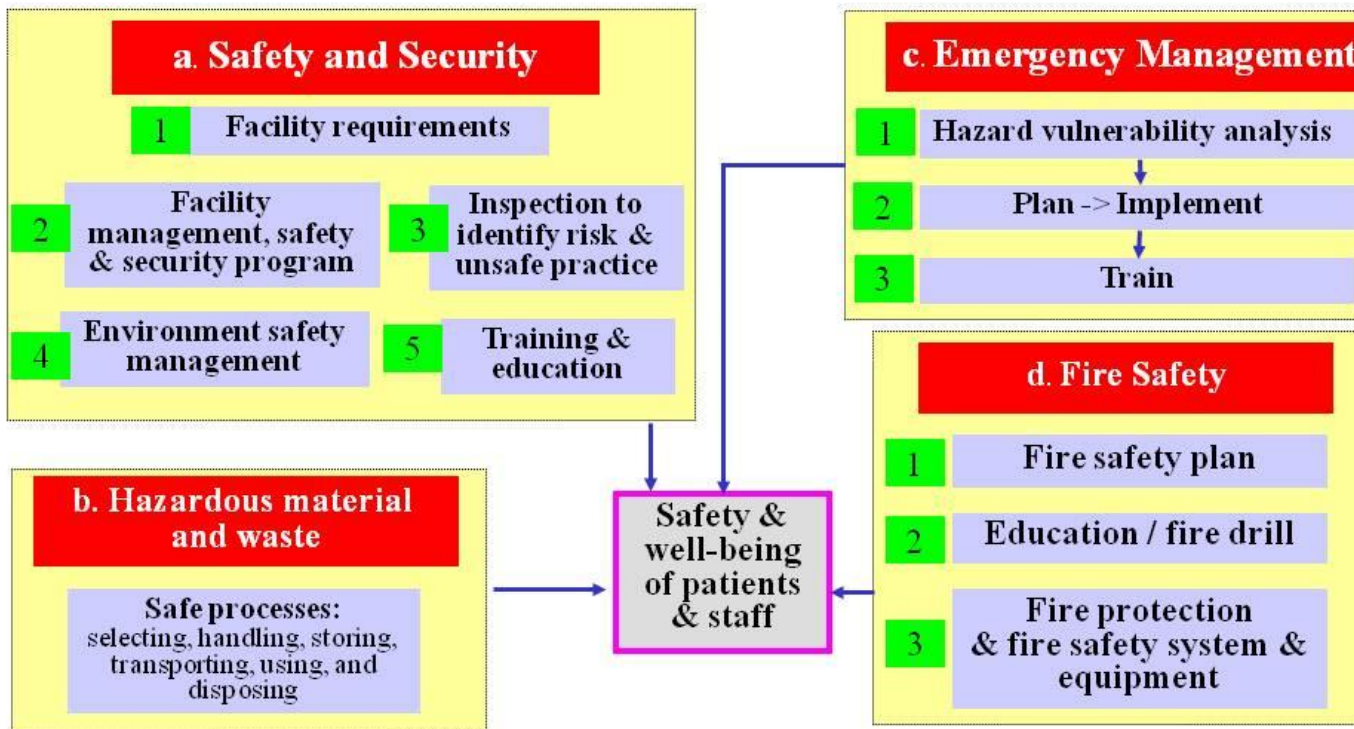 a. Safety and Security
1
Facility requirements
2
Facility
management, safety
& security program
3
Inspection to
identify risk &
unsafe practice
4
Environment safety
management
5
Training &
education
b. Hazardous material
and waste
Safe processes:
selecting, handling, storing,
transporting, using, and
disposing
Safety &
well-being
of patients
& staff
c. Emergency Management
1
Hazard vulnerability analysis
2
Plan -> Implement
3
Train
d. Fire Safety
1
Fire safety plan
2
Education / fire drill
3
Fire protection
& fire safety system &
equipment